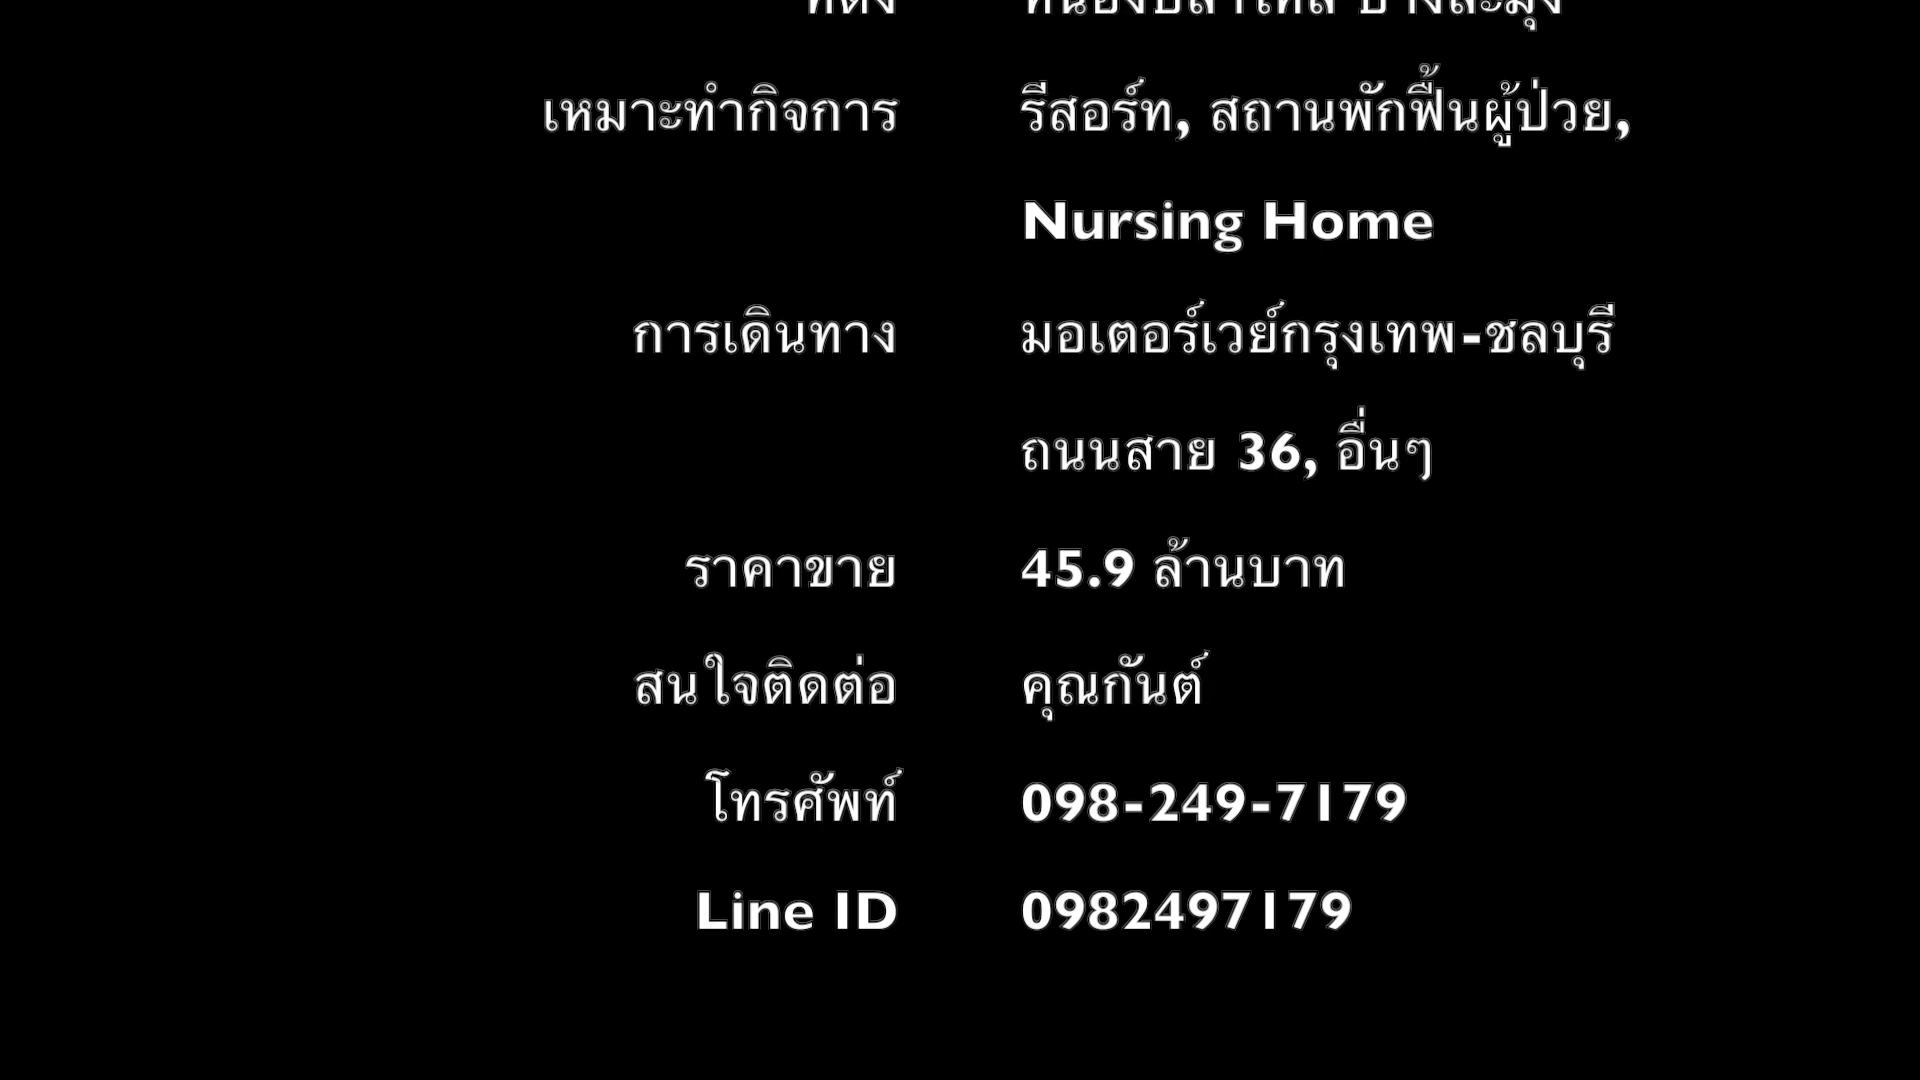 เหมาะทำกิจการ รีสอร์ท, สถานพักฟื้นผู้ป่วย,
Nursing Home
การเดินทาง มอเตอร์เวย์กรุงเทพ-ชลบุรี
ถนนสาย 36, อื่นๆ
ราคาขาย 45.9 ล้านบาท
สนใจติดต่อ คุณกันต์
โทรศัพท์ 098-249-7179
Line ID 0982497179